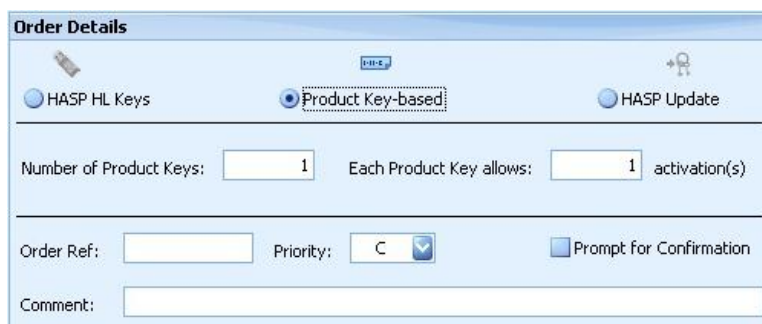 Order Details
HASP HL Keys Product Key-based HASP Update
Number of Product Keys: 1 Each Product Key allows: 1 activation(s)
Order Ref: Priority: C Prompt for Confirmation
Comment: